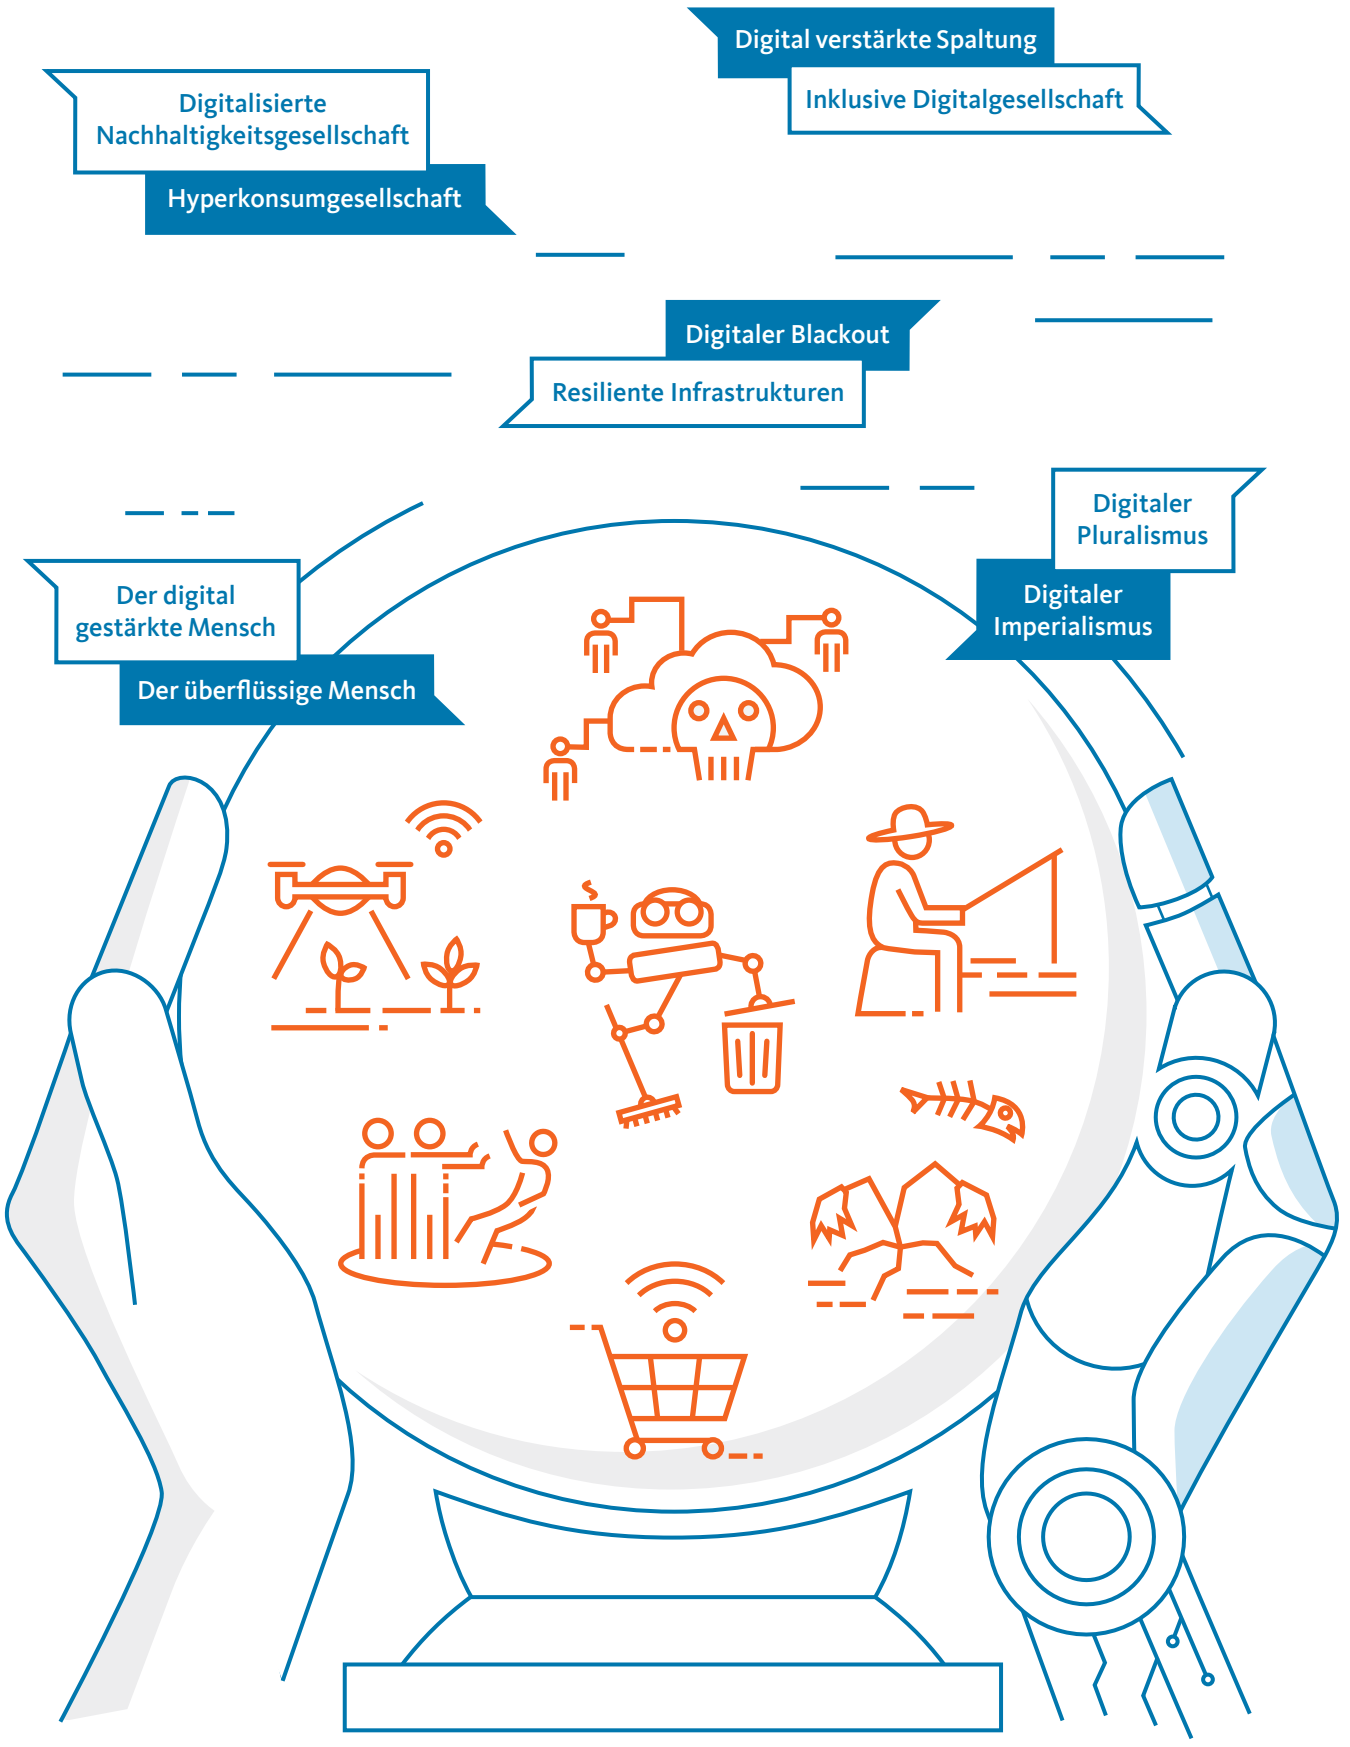 Digital verstärkte Spaltung
Inklusive Digitalgesellschaft
Digitalisierte
Nachhaltigkeitsgesellschaft
Hyperkonsumgesellschaft
Digitaler Blackout
Resiliente Infrastrukturen
Digitaler
Pluralismus
Digitaler
Imperialismus
Der digital
gestärkte Mensch
Der überflüssige Mensch